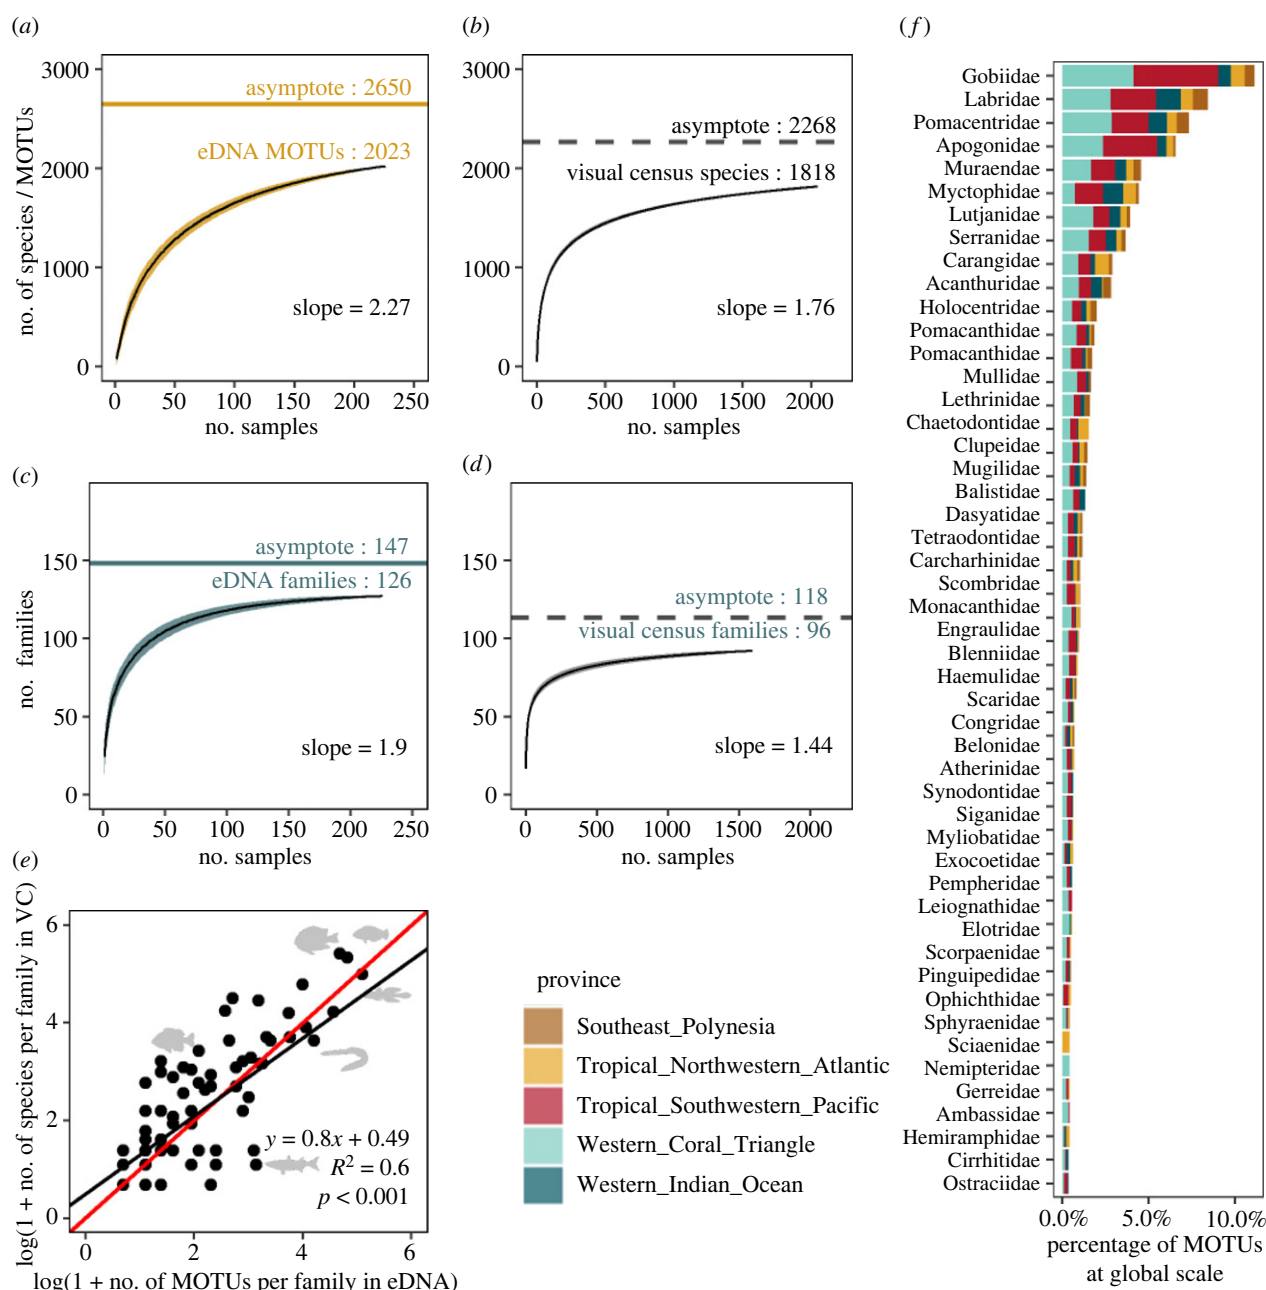 (a)
3000
2000
1000
0
no. of species / MOTUs
asymptote : 2650
eDNA MOTUs : 2023
slope = 2.27
0 50 100 150 200 250
no. samples
(b)
3000
2000
1000
0
asymptote : 2268
visual census species : 1818
slope = 1.76
0 500 1000 1500 2000
no. samples
(c)
150
100
50
0
no. families
asymptote : 147
eDNA families : 126
slope = 1.9
0 50 100 150 200 250
no. samples
(d)
150
100
50
0
asymptote : 118
visual census families : 96
slope = 1.44
0 500 1000 1500 2000
no. samples
(e)
6
4
2
0
log(1 + no. of species per family in VC)
y = 0.8x + 0.49
R² = 0.6
p < 0.001
0 2 4 6
log(1 + no. of MOTUs per family in eDNA)
province
Southeast_Polynesia
Tropical_Northwestern_Atlantic
Tropical_Southwestern_Pacific
Western_Coral_Triangle
Western_Indian_Ocean
(f)
Gobiidae
Labridae
Pomacentridae
Apogonidae
Muraendae
Myctophidae
Lutjanidae
Serranidae
Carangidae
Acanthuridae
Holocentridae
Pomacanthidae
Pomacanthidae
Mullidae
Lethrinidae
Chaetodontidae
Clupeidae
Mugilidae
Balistidae
Dasyatidae
Tetraodontidae
Carcharhinidae
Scombridae
Monacanthidae
Engraulidae
Blenniidae
Haemulidae
Scaridae
Congridae
Belonidae
Atherinidae
Synodontidae
Siganidae
Myliobatidae
Exocoetidae
Pempheridae
Leiognathidae
Elotridae
Scorpaenidae
Pinguipedidae
Ophichthidae
Sphyraenidae
Sciaenidae
Nemipteridae
Gerreidae
Ambassidae
Hemiramphidae
Cirrhitidae
Ostraciidae
0.0% 5.0% 10.0%
percentage of MOTUs
at global scale